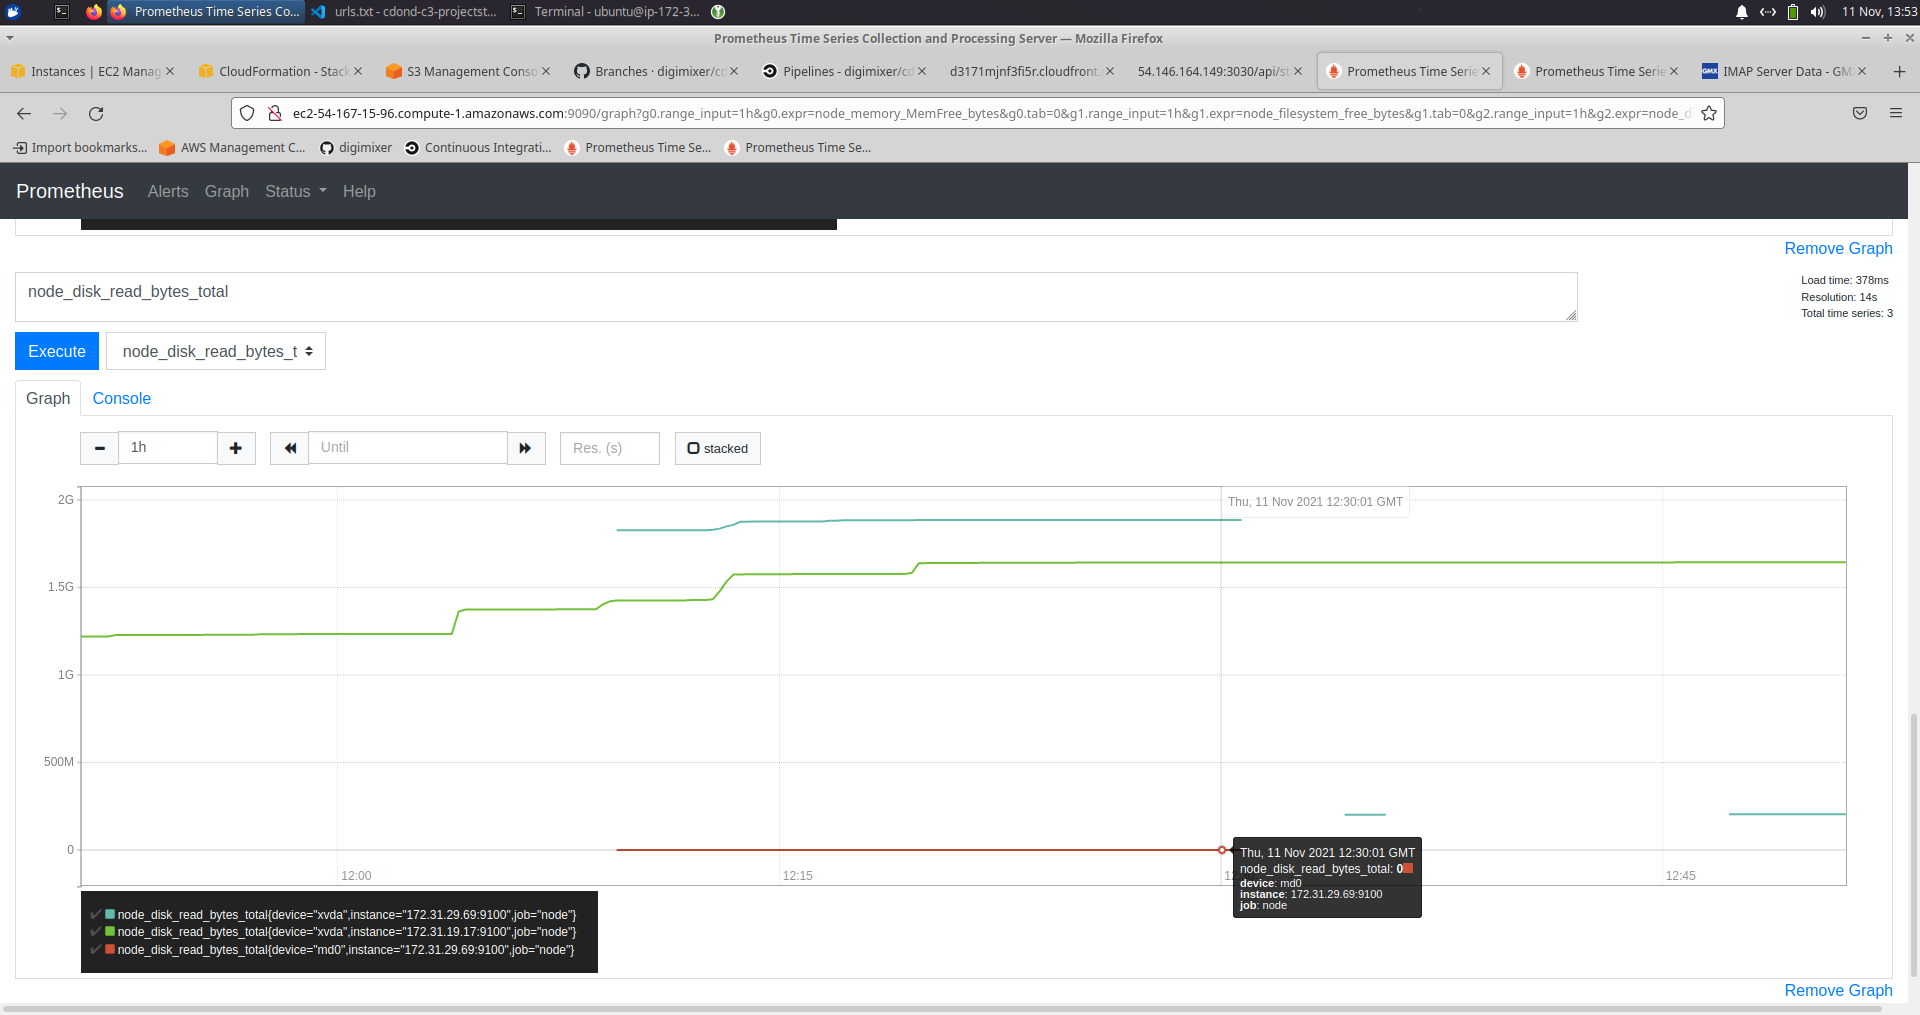 Prometheus Time Series Co...
urls.txt - cdond-c3-projectst...
Terminal - ubuntu@ip-172-3...
11 Nov, 13:53
Prometheus Time Series Collection and Processing Server — Mozilla Firefox
Instances | EC2 Manag
CloudFormation - Stack
S3 Management Conso
Branches · digimixer/cd
Pipelines - digimixer/cd
d3171mjnf3fi5r.cloudfront.
54.146.164.149:3030/api/st
Prometheus Time Serie
Prometheus Time Serie
GMX IMAP Server Data - GM
ec2-54-167-15-96.compute-1.amazonaws.com:9090/graph?g0.range_input=1h&g0.expr=node_memory_MemFree_bytes&g0.tab=0&g1.range_input=1h&g1.expr=node_filesystem_free_bytes&g1.tab=0&g2.range_input=1h&g2.expr=node_d
Import bookmarks...
AWS Management C...
digimixer
Continuous Integrati...
Prometheus Time Se...
Prometheus Time Se...
Prometheus Alerts Graph Status Help
Remove Graph
node_disk_read_bytes_total
Load time: 378ms
Resolution: 14s
Total time series: 3
Execute
node_disk_read_bytes_t
Graph Console
1h
Until
Res. (s)
stacked
2G
Thu, 11 Nov 2021 12:30:01 GMT
1.5G
1G
500M
0
12:00
12:15
12:45
Thu, 11 Nov 2021 12:30:01 GMT
node_disk_read_bytes_total: 0
device: md0
instance: 172.31.29.69:9100
job: node
node_disk_read_bytes_total{device="xvda",instance="172.31.29.69:9100",job="node"}
node_disk_read_bytes_total{device="xvda",instance="172.31.19.17:9100",job="node"}
node_disk_read_bytes_total{device="md0",instance="172.31.29.69:9100",job="node"}
Remove Graph